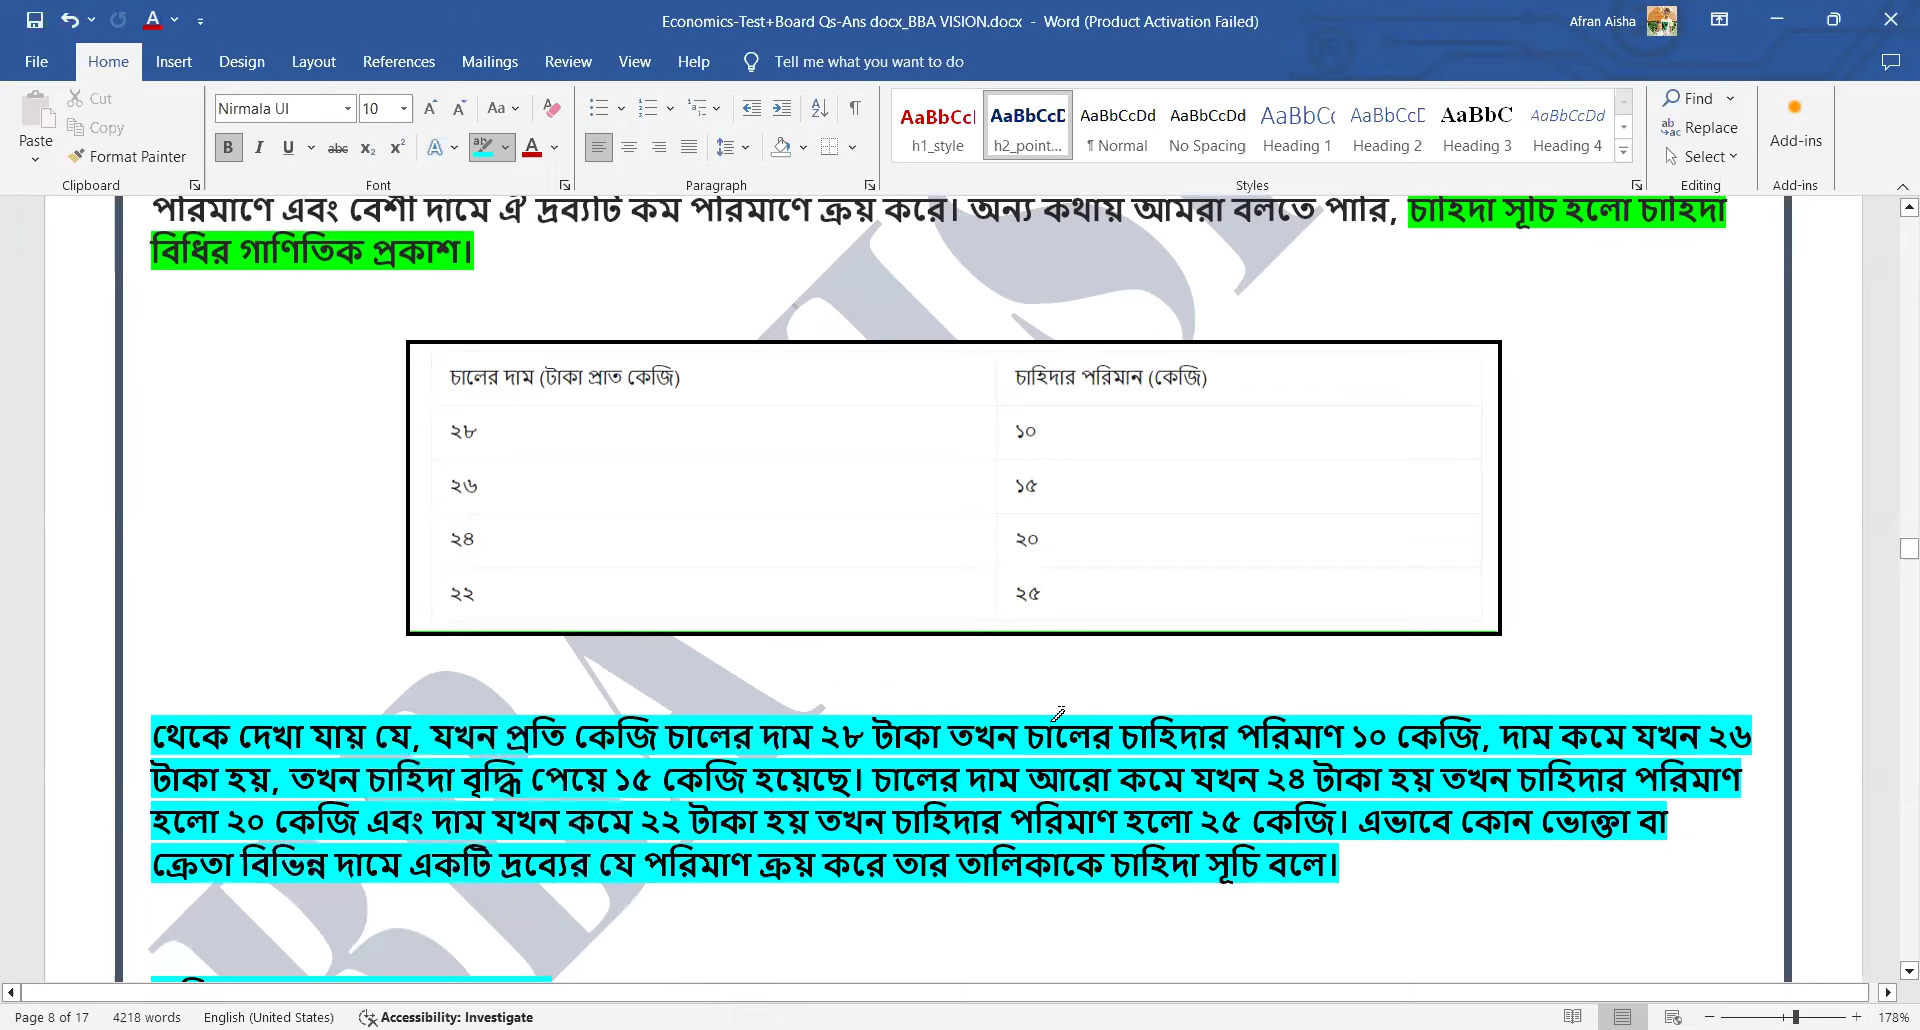 Economics-Test+Board Qs-Ans docx_BBA VISION.docx - Word (Product Activation Failed)
Afran Aisha
File Home Insert Design Layout References Mailings Review View Help Tell me what you want to do
Paste
Cut
Copy
Format Painter
Clipboard
Nirmala UI 10
Font
Paragraph
AaBbCcI AaBbCcD AaBbCcDd AaBbCcDd AaBbCc AaBbCcD AaBbC AaBbCcDd
h1_style h2_point... ¶ Normal No Spacing Heading 1 Heading 2 Heading 3 Heading 4
Styles
Find
Replace
Select
Editing
Add-ins
Add-ins
পরিমাণে এবং বেশী দামে ঐ দ্রব্যটি কম পরিমাণে ক্রয় করে। অন্য কথায় আমরা বলতে পারি, চাহিদা সূচি হলো চাহিদা
বিধির গাণিতিক প্রকাশ।
চালের দাম (টাকা প্রাত কেজি) চাহিদার পরিমান (কেজি)
২৮ ১০
২৬ ১৫
২৪ ২০
২২ ২৫
থেকে দেখা যায় যে, যখন প্রতি কেজি চালের দাম ২৮ টাকা তখন চালের চাহিদার পরিমাণ ১০ কেজি, দাম কমে যখন ২৬
টাকা হয়, তখন চাহিদা বৃদ্ধি পেয়ে ১৫ কেজি হয়েছে। চালের দাম আরো কমে যখন ২৪ টাকা হয় তখন চাহিদার পরিমাণ
হলো ২০ কেজি এবং দাম যখন কমে ২২ টাকা হয় তখন চাহিদার পরিমাণ হলো ২৫ কেজি। এভাবে কোন ভোক্তা বা
ক্রেতা বিভিন্ন দামে একটি দ্রব্যের যে পরিমাণ ক্রয় করে তার তালিকাকে চাহিদা সূচি বলে।
Page 8 of 17 4218 words English (United States) Accessibility: Investigate 178%